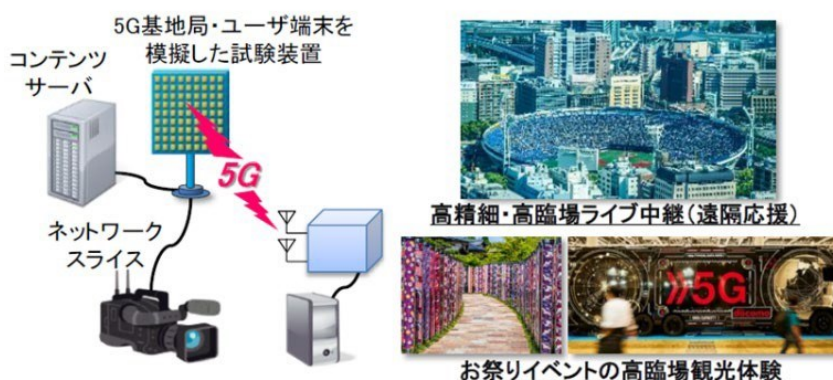 5G基地局・ユーザ端末を
模擬した試験装置
コンテンツ
サーバ
5G
ネットワーク
スライス
高精細・高臨場ライブ中継(遠隔応援)
»5G
döcomo
お祭りイベントの高臨場観光体験